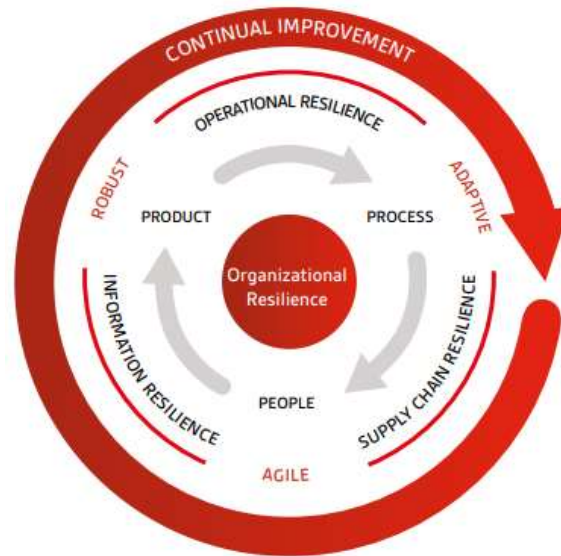 CONTINUAL IMPROVEMENT
OPERATIONAL RESILIENCE
ROBUST
ADAPTIVE
PRODUCT
PROCESS
Organizational
Resilience
INFORMATION RESILIENCE
SUPPLY CHAIN RESILIENCE
PEOPLE
AGILE